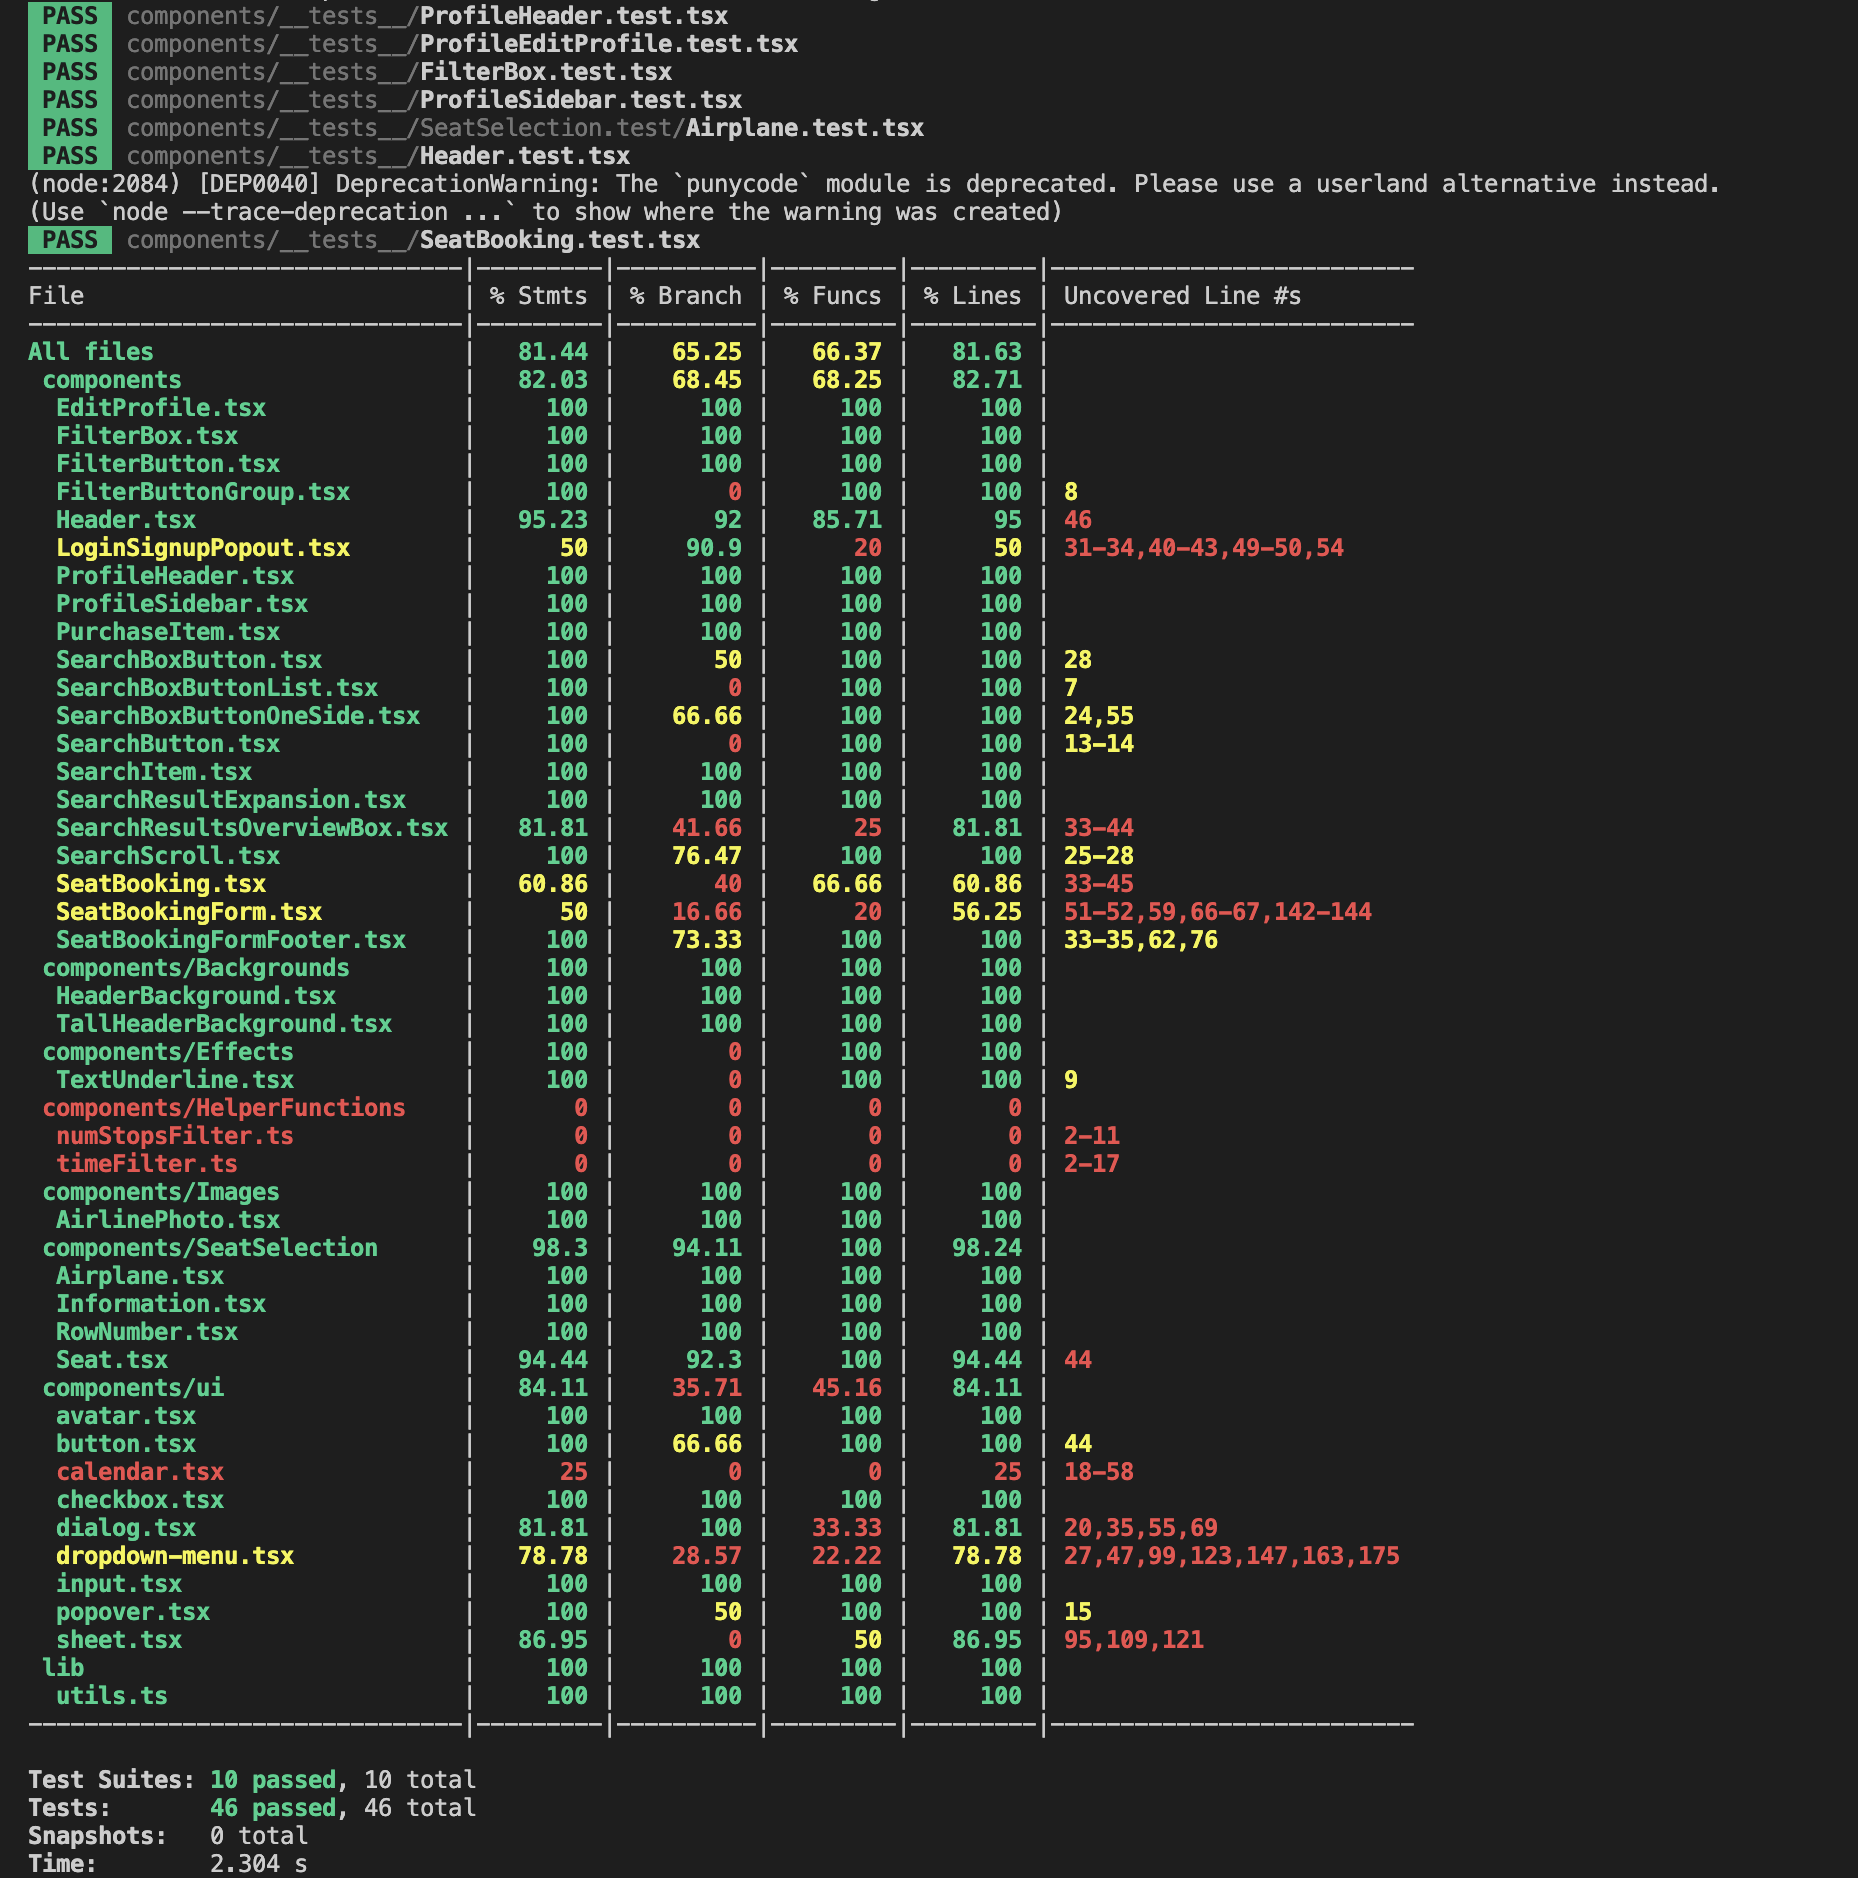 PASS components/__tests__/ProfileHeader.test.tsx
PASS components/__tests__/ProfileEditProfile.test.tsx
PASS components/__tests__/FilterBox.test.tsx
PASS components/__tests__/ProfileSidebar.test.tsx
PASS components/__tests__/SeatSelection.test/Airplane.test.tsx
PASS components/__tests__/Header.test.tsx
(node:2084) [DEP0040] DeprecationWarning: The `punycode` module is deprecated. Please use a userland alternative instead.
(Use `node --trace-deprecation ...` to show where the warning was created)
PASS components/__tests__/SeatBooking.test.tsx
-------------------------------|---------|----------|---------|---------|--------------------------
File | % Stmts | % Branch | % Funcs | % Lines | Uncovered Line #s
-------------------------------|---------|----------|---------|---------|--------------------------
All files | 81.44 | 65.25 | 66.37 | 81.63 |
components | 82.03 | 68.45 | 68.25 | 82.71 |
EditProfile.tsx | 100 | 100 | 100 | 100 |
FilterBox.tsx | 100 | 100 | 100 | 100 |
FilterButton.tsx | 100 | 100 | 100 | 100 |
FilterButtonGroup.tsx | 100 | 0 | 100 | 100 | 8
Header.tsx | 95.23 | 92 | 85.71 | 95 | 46
LoginSignupPopout.tsx | 50 | 90.9 | 20 | 50 | 31-34,40-43,49-50,54
ProfileHeader.tsx | 100 | 100 | 100 | 100 |
ProfileSidebar.tsx | 100 | 100 | 100 | 100 |
PurchaseItem.tsx | 100 | 100 | 100 | 100 |
SearchBoxButton.tsx | 100 | 50 | 100 | 100 | 28
SearchBoxButtonList.tsx | 100 | 0 | 100 | 100 | 7
SearchBoxButtonOneSide.tsx | 100 | 66.66 | 100 | 100 | 24,55
SearchButton.tsx | 100 | 0 | 100 | 100 | 13-14
SearchItem.tsx | 100 | 100 | 100 | 100 |
SearchResultExpansion.tsx | 100 | 100 | 100 | 100 |
SearchResultsOverviewBox.tsx | 81.81 | 41.66 | 25 | 81.81 | 33-44
SearchScroll.tsx | 100 | 76.47 | 100 | 100 | 25-28
SeatBooking.tsx | 60.86 | 40 | 66.66 | 60.86 | 33-45
SeatBookingForm.tsx | 50 | 16.66 | 20 | 56.25 | 51-52,59,66-67,142-144
SeatBookingFormFooter.tsx | 100 | 73.33 | 100 | 100 | 33-35,62,76
components/Backgrounds | 100 | 100 | 100 | 100 |
HeaderBackground.tsx | 100 | 100 | 100 | 100 |
TallHeaderBackground.tsx | 100 | 100 | 100 | 100 |
components/Effects | 100 | 0 | 100 | 100 |
TextUnderline.tsx | 100 | 0 | 100 | 100 | 9
components/HelperFunctions | 0 | 0 | 0 | 0 |
numStopsFilter.ts | 0 | 0 | 0 | 0 | 2-11
timeFilter.ts | 0 | 0 | 0 | 0 | 2-17
components/Images | 100 | 100 | 100 | 100 |
AirlinePhoto.tsx | 100 | 100 | 100 | 100 |
components/SeatSelection | 98.3 | 94.11 | 100 | 98.24 |
Airplane.tsx | 100 | 100 | 100 | 100 |
Information.tsx | 100 | 100 | 100 | 100 |
RowNumber.tsx | 100 | 100 | 100 | 100 |
Seat.tsx | 94.44 | 92.3 | 100 | 94.44 | 44
components/ui | 84.11 | 35.71 | 45.16 | 84.11 |
avatar.tsx | 100 | 100 | 100 | 100 |
button.tsx | 100 | 66.66 | 100 | 100 | 44
calendar.tsx | 25 | 0 | 0 | 25 | 18-58
checkbox.tsx | 100 | 100 | 100 | 100 |
dialog.tsx | 81.81 | 100 | 33.33 | 81.81 | 20,35,55,69
dropdown-menu.tsx | 78.78 | 28.57 | 22.22 | 78.78 | 27,47,99,123,147,163,175
input.tsx | 100 | 100 | 100 | 100 |
popover.tsx | 100 | 50 | 100 | 100 | 15
sheet.tsx | 86.95 | 0 | 50 | 86.95 | 95,109,121
lib | 100 | 100 | 100 | 100 |
utils.ts | 100 | 100 | 100 | 100 |
-------------------------------|---------|----------|---------|---------|--------------------------
Test Suites: 10 passed, 10 total
Tests: 46 passed, 46 total
Snapshots: 0 total
Time: 2.304 s